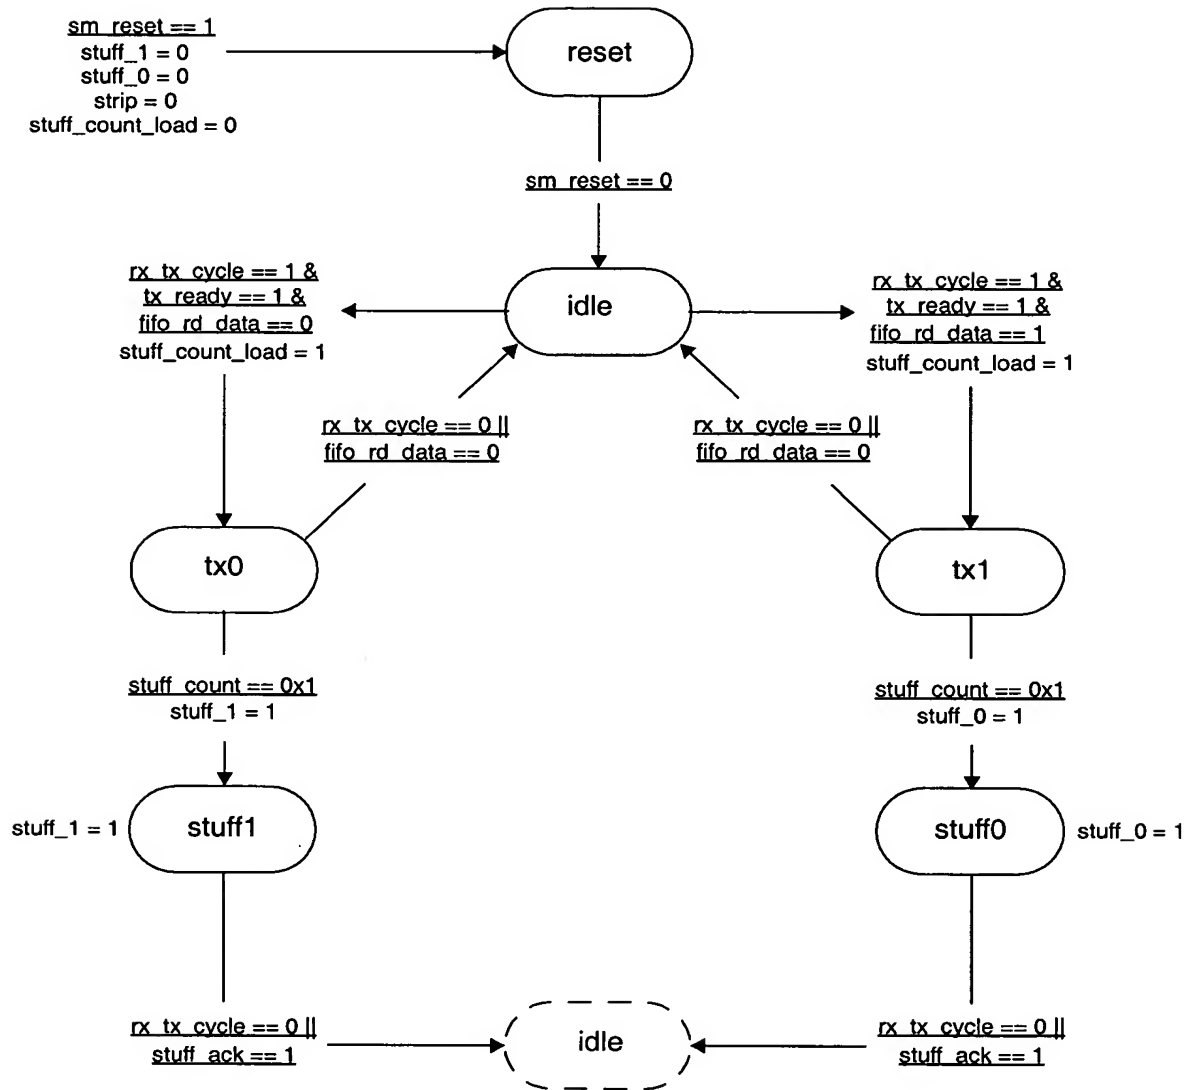 sm_reset == 1
stuff_1 = 0
stuff_0 = 0
strip = 0
stuff_count_load = 0
reset
sm_reset == 0
rx_tx_cycle == 1 &
tx_ready == 1 &
fifo_rd_data == 0
stuff_count_load = 1
idle
rx_tx_cycle == 1 &
tx_ready == 1 &
fifo_rd_data == 1
stuff_count_load = 1
rx_tx_cycle == 0 ||
fifo_rd_data == 0
rx_tx_cycle == 0 ||
fifo_rd_data == 0
tx0
tx1
stuff_count == 0x1
stuff_1 = 1
stuff_count == 0x1
stuff_0 = 1
stuff_1 = 1
stuff1
stuff0
stuff_0 = 1
rx_tx_cycle == 0 ||
stuff_ack == 1
idle
rx_tx_cycle == 0 ||
stuff_ack == 1